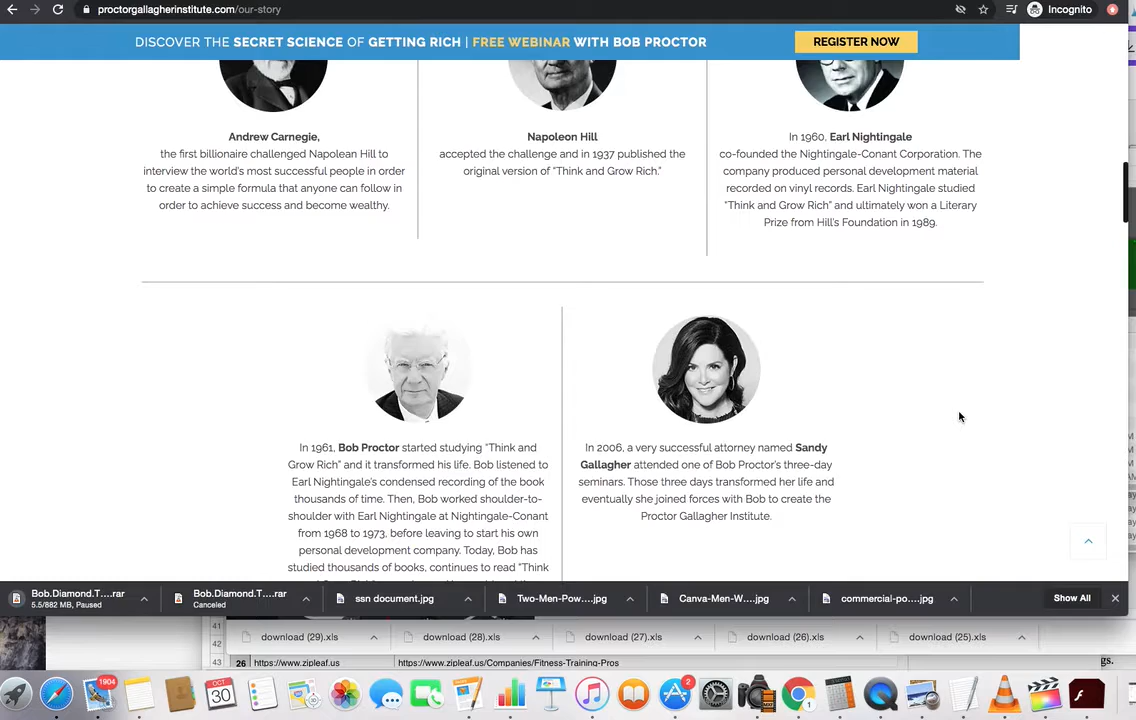 proctorgallagherinstitute.com/our-story
Incognito
DISCOVER THE SECRET SCIENCE OF GETTING RICH | FREE WEBINAR WITH BOB PROCTOR
REGISTER NOW
Andrew Carnegie,
the first billionaire challenged Napolean Hill to
interview the world's most successful people in order
to create a simple formula that anyone can follow in
order to achieve success and become wealthy.
Napoleon Hill
accepted the challenge and in 1937 published the
original version of "Think and Grow Rich."
In 1960, Earl Nightingale
co-founded the Nightingale-Conant Corporation. The
company produced personal development material
recorded on vinyl records. Earl Nightingale studied
"Think and Grow Rich" and ultimately won a Literary
Prize from Hill's Foundation in 1989.
In 1961, Bob Proctor started studying "Think and
Grow Rich" and it transformed his life. Bob listened to
Earl Nightingale's condensed recording of the book
thousands of time. Then, Bob worked shoulder-to-
shoulder with Earl Nightingale at Nightingale-Conant
from 1968 to 1973, before leaving to start his own
personal development company. Today, Bob has
studied thousands of books, continues to read "Think
In 2006, a very successful attorney named Sandy
Gallagher attended one of Bob Proctor's three-day
seminars. Those three days transformed her life and
eventually she joined forces with Bob to create the
Proctor Gallagher Institute.
Bob.Diamond.T....rar
5.5/882 MB, Paused
Bob.Diamond.T....rar
Canceled
ssn document.jpg
Two-Men-Pow....jpg
Canva-Men-W....jpg
commercial-po....jpg
Show All
41
42
download (29).xls
download (28).xls
download (27).xls
download (26).xls
download (25).xls
43
26
https://www.zipleaf.us
https://www.zipleaf.us/Companies/Fitness-Training-Pros
gs.
1904
OCT
30
2
1